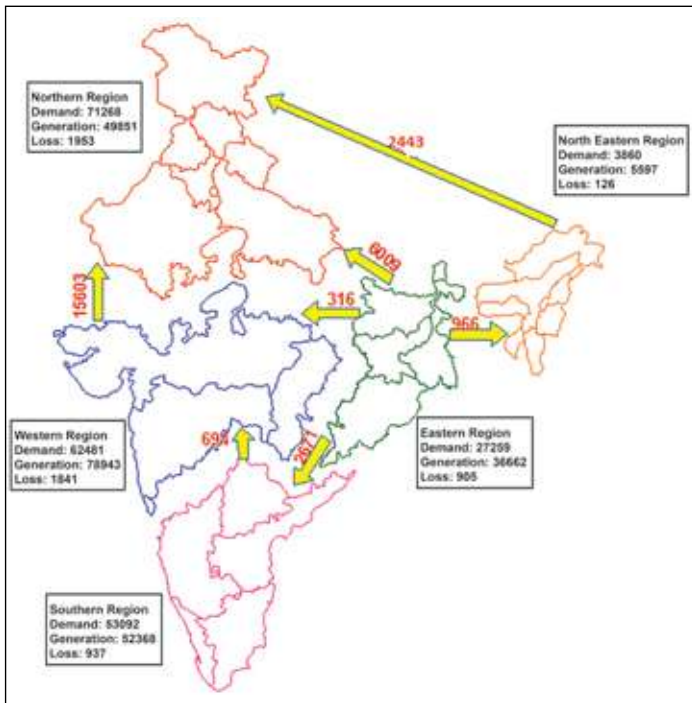 Northern Region
Demand: 71268
Generation: 49851
Loss: 1953
2443
North Eastern Region
Demand: 3860
Generation: 5597
Loss: 126
6009
15603
316
966
Western Region
Demand: 62481
Generation: 78943
Loss: 1841
694
2671
Eastern Region
Demand: 27259
Generation: 36662
Loss: 905
Southern Region
Demand: 53092
Generation: 52368
Loss: 937